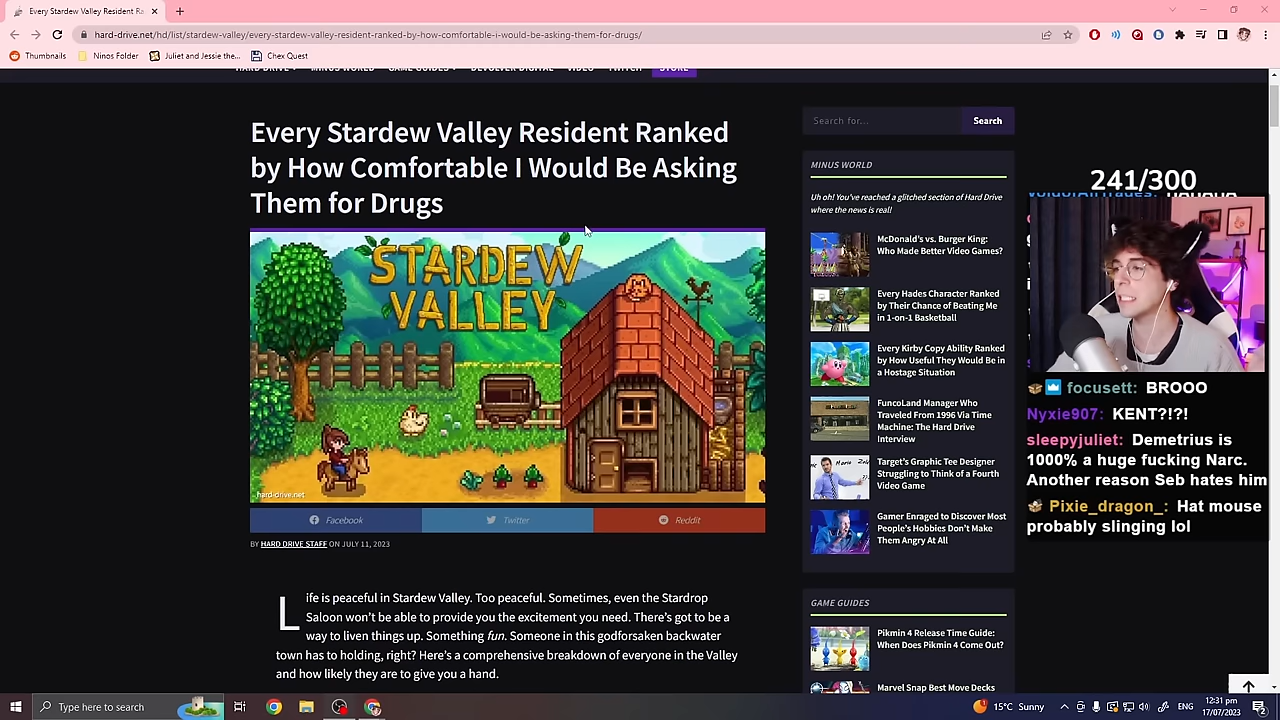 Every Stardew Valley Resident Ra
hard-drive.net/hd/list/stardew-valley/every-stardew-valley-resident-ranked-by-how-comfortable-i-would-be-asking-them-for-drugs/
Thumbnails
Ninos Folder
Juliet and Jessie the...
Chex Quest
HARD DRIVE
MINUS WORLD
GAME GUIDES
DEVOLVER DIGITAL
VIDEO
TWITCH
STORE
Every Stardew Valley Resident Ranked
by How Comfortable I Would Be Asking
Them for Drugs
STARDEW
VALLEY
hard-drive.net
Facebook
Twitter
Reddit
BY HARD DRIVE STAFF ON JULY 11, 2023
Life is peaceful in Stardew Valley. Too peaceful. Sometimes, even the Stardrop
Saloon won't be able to provide you the excitement you need. There's got to be a
way to liven things up. Something fun. Someone in this godforsaken backwater
town has to holding, right? Here's a comprehensive breakdown of everyone in the Valley
and how likely they are to give you a hand.
Search for...
Search
MINUS WORLD
Uh oh! You've reached a glitched section of Hard Drive
where the news is real!
McDonald's vs. Burger King:
Who Made Better Video Games?
Every Hades Character Ranked
by Their Chance of Beating Me
in 1-on-1 Basketball
Every Kirby Copy Ability Ranked
by How Useful They Would Be in
a Hostage Situation
FuncoLand Manager Who
Traveled From 1996 Via Time
Machine: The Hard Drive
Interview
Target's Graphic Tee Designer
Struggling to Think of a Fourth
Video Game
Gamer Enraged to Discover Most
People's Hobbies Don't Make
Them Angry At All
GAME GUIDES
Pikmin 4 Release Time Guide:
When Does Pikmin 4 Come Out?
Marvel Snap Best Move Decks
241/300
focusett: BROOO
Nyxie907: KENT?!?!
sleepyjuliet: Demetrius is
1000% a huge fucking Narc.
Another reason Seb hates him
Pixie_dragon_: Hat mouse
probably slinging lol
Type here to search
15°C Sunny
ENG
12:31 pm
17/07/2023